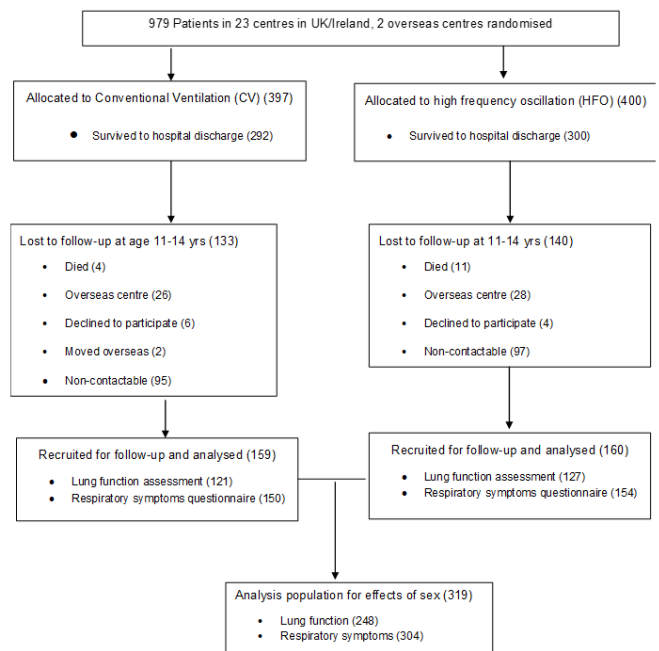 979 Patients in 23 centres in UK/Ireland, 2 overseas centres randomised
Allocated to Conventional Ventilation (CV) (397)
• Survived to hospital discharge (292)
Allocated to high frequency oscillation (HFO) (400)
• Survived to hospital discharge (300)
Lost to follow-up at age 11-14 yrs (133)
• Died (4)
• Overseas centre (26)
• Declined to participate (6)
• Moved overseas (2)
• Non-contactable (95)
Lost to follow-up at 11-14 yrs (140)
• Died (11)
• Overseas centre (28)
• Declined to participate (4)
• Non-contactable (97)
Recruited for follow-up and analysed (159)
• Lung function assessment (121)
• Respiratory symptoms questionnaire (150)
Recruited for follow-up and analysed (160)
• Lung function assessment (127)
• Respiratory symptoms questionnaire (154)
Analysis population for effects of sex (319)
• Lung function (248)
• Respiratory symptoms (304)